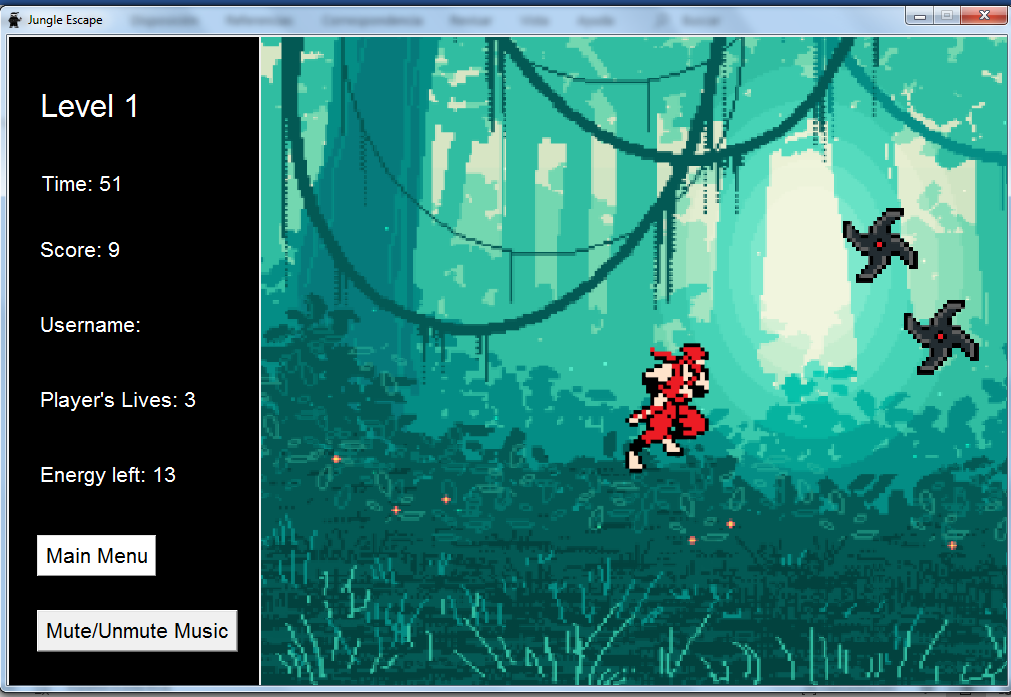 Jungle Escape
Level 1
Time: 51
Score: 9
Username:
Player's Lives: 3
Energy left: 13
Main Menu
Mute/Unmute Music